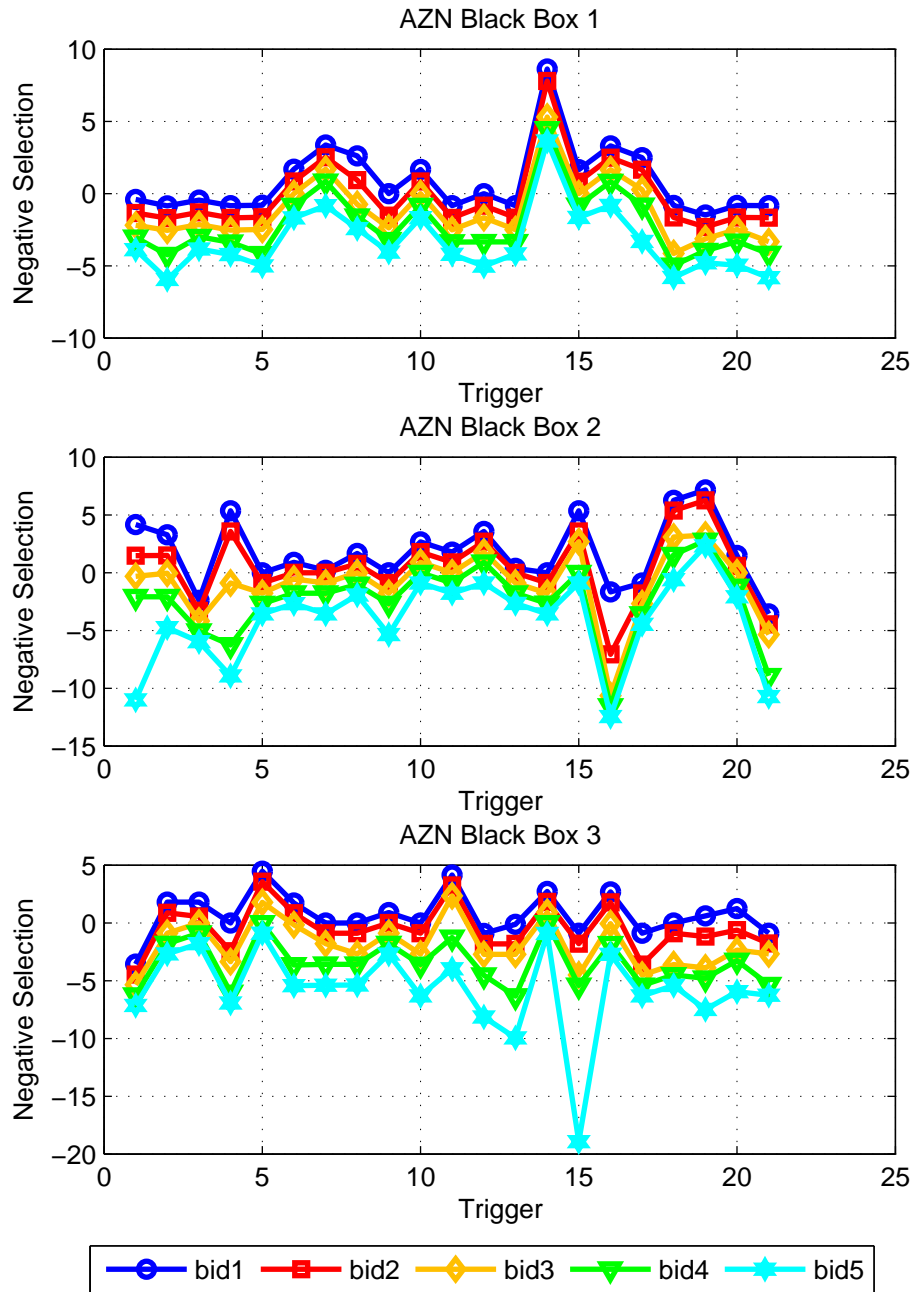 AZN Black Box 1
10
5
0
−5
−10
0 5 10 15 20 25
Negative Selection
Trigger
AZN Black Box 2
10
5
0
−5
−10
−15
0 5 10 15 20 25
Negative Selection
Trigger
AZN Black Box 3
5
0
−5
−10
−15
−20
0 5 10 15 20 25
Negative Selection
Trigger
bid1 bid2 bid3 bid4 bid5